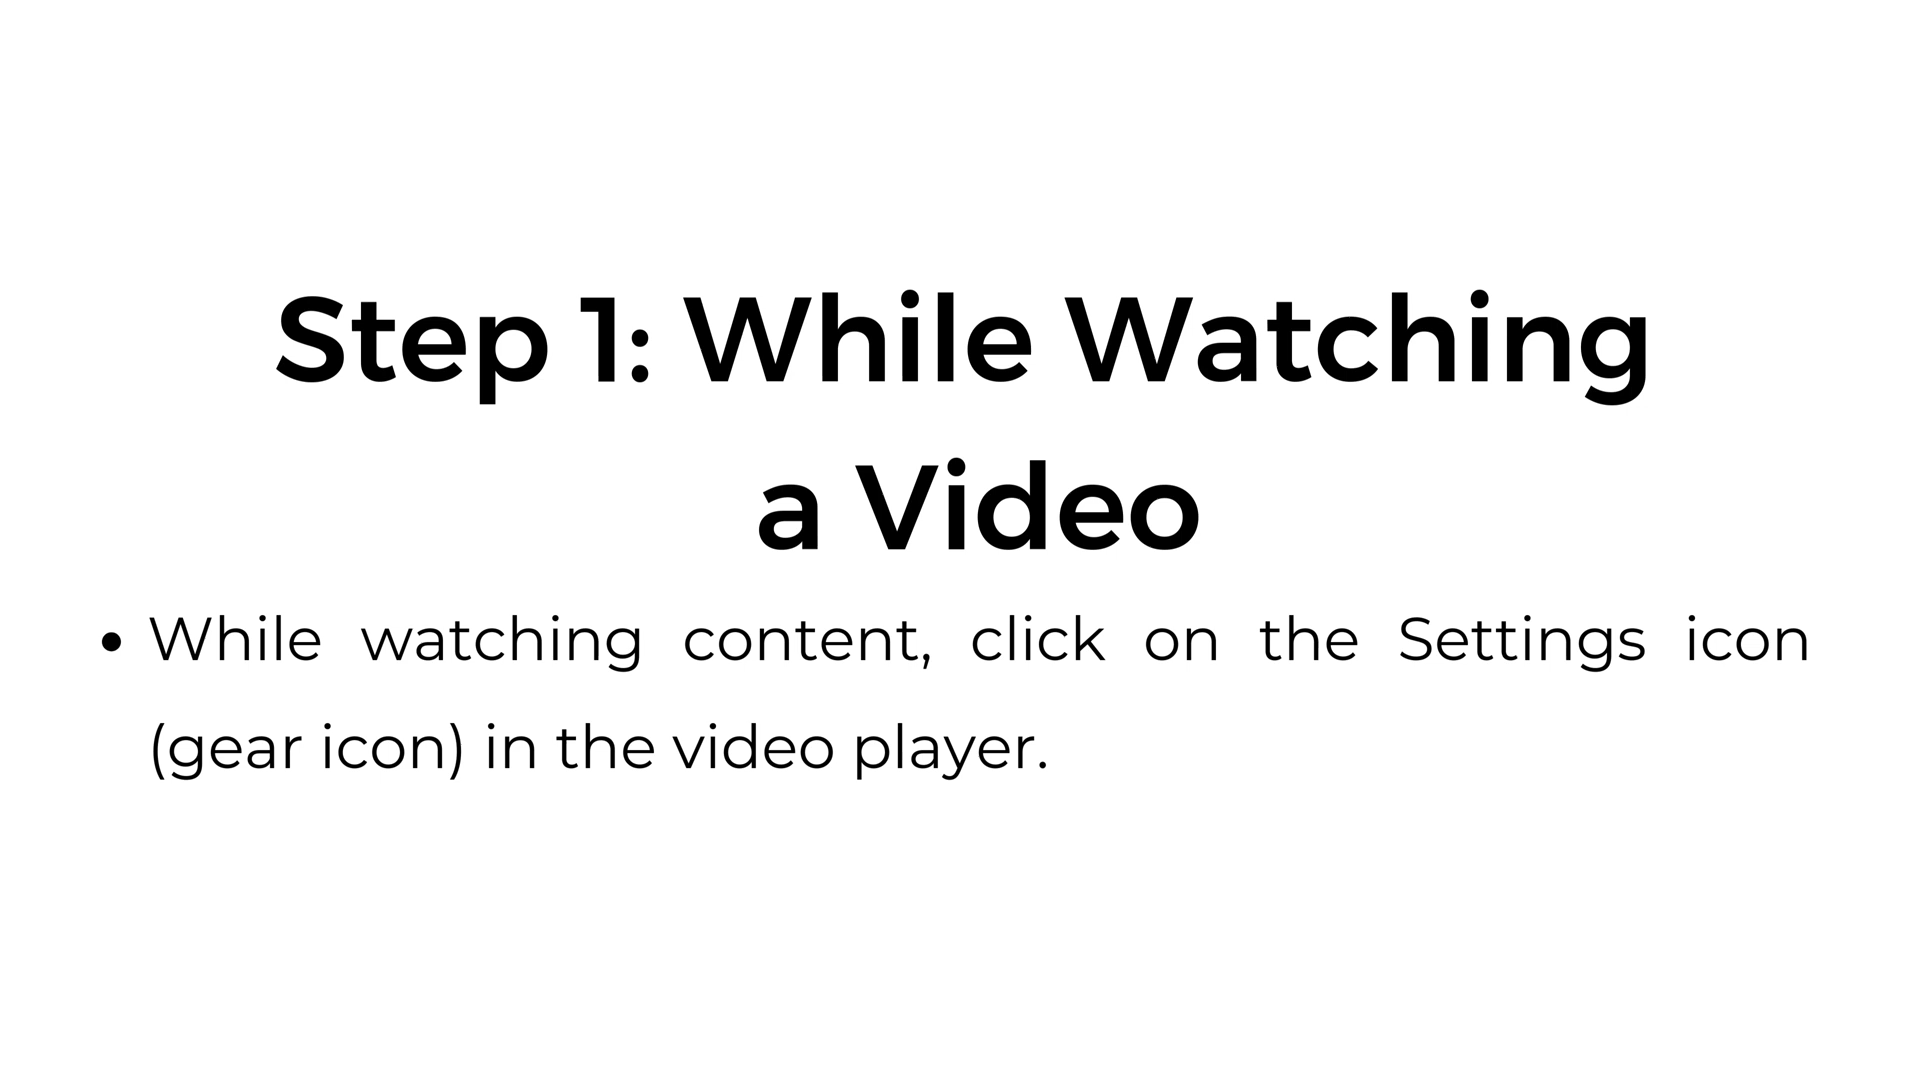 Step 1: While Watching
a Video
• While watching content, click on the Settings icon
(gear icon) in the video player.